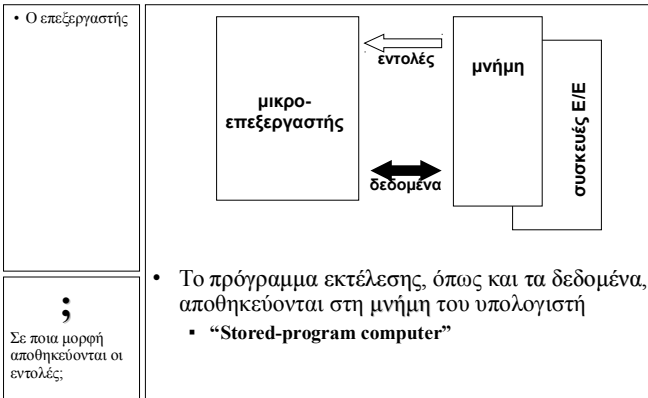 • Ο επεξεργαστής
εντολές
μνήμη
συσκευές Ε/Ε
μικρο-
επεξεργαστής
δεδομένα
• Το πρόγραμμα εκτέλεσης, όπως και τα δεδομένα,
αποθηκεύονται στη μνήμη του υπολογιστή
▪ “Stored-program computer”
;
Σε ποια μορφή
αποθηκεύονται οι
εντολές;